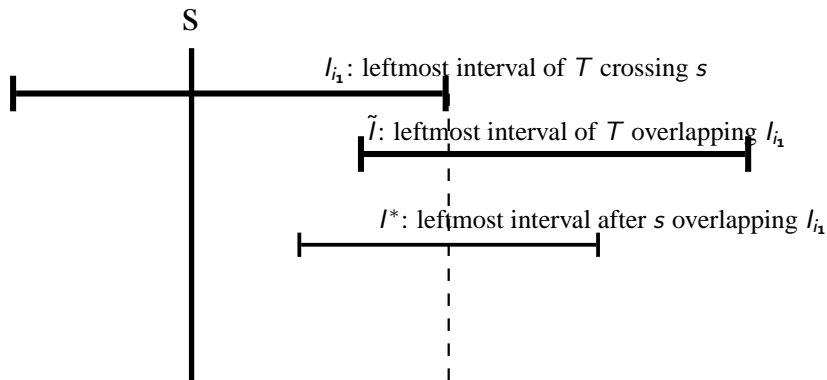 S
I_{i_1}: leftmost interval of T crossing s
Ĩ: leftmost interval of T overlapping I_{i_1}
I*: leftmost interval after s overlapping I_{i_1}